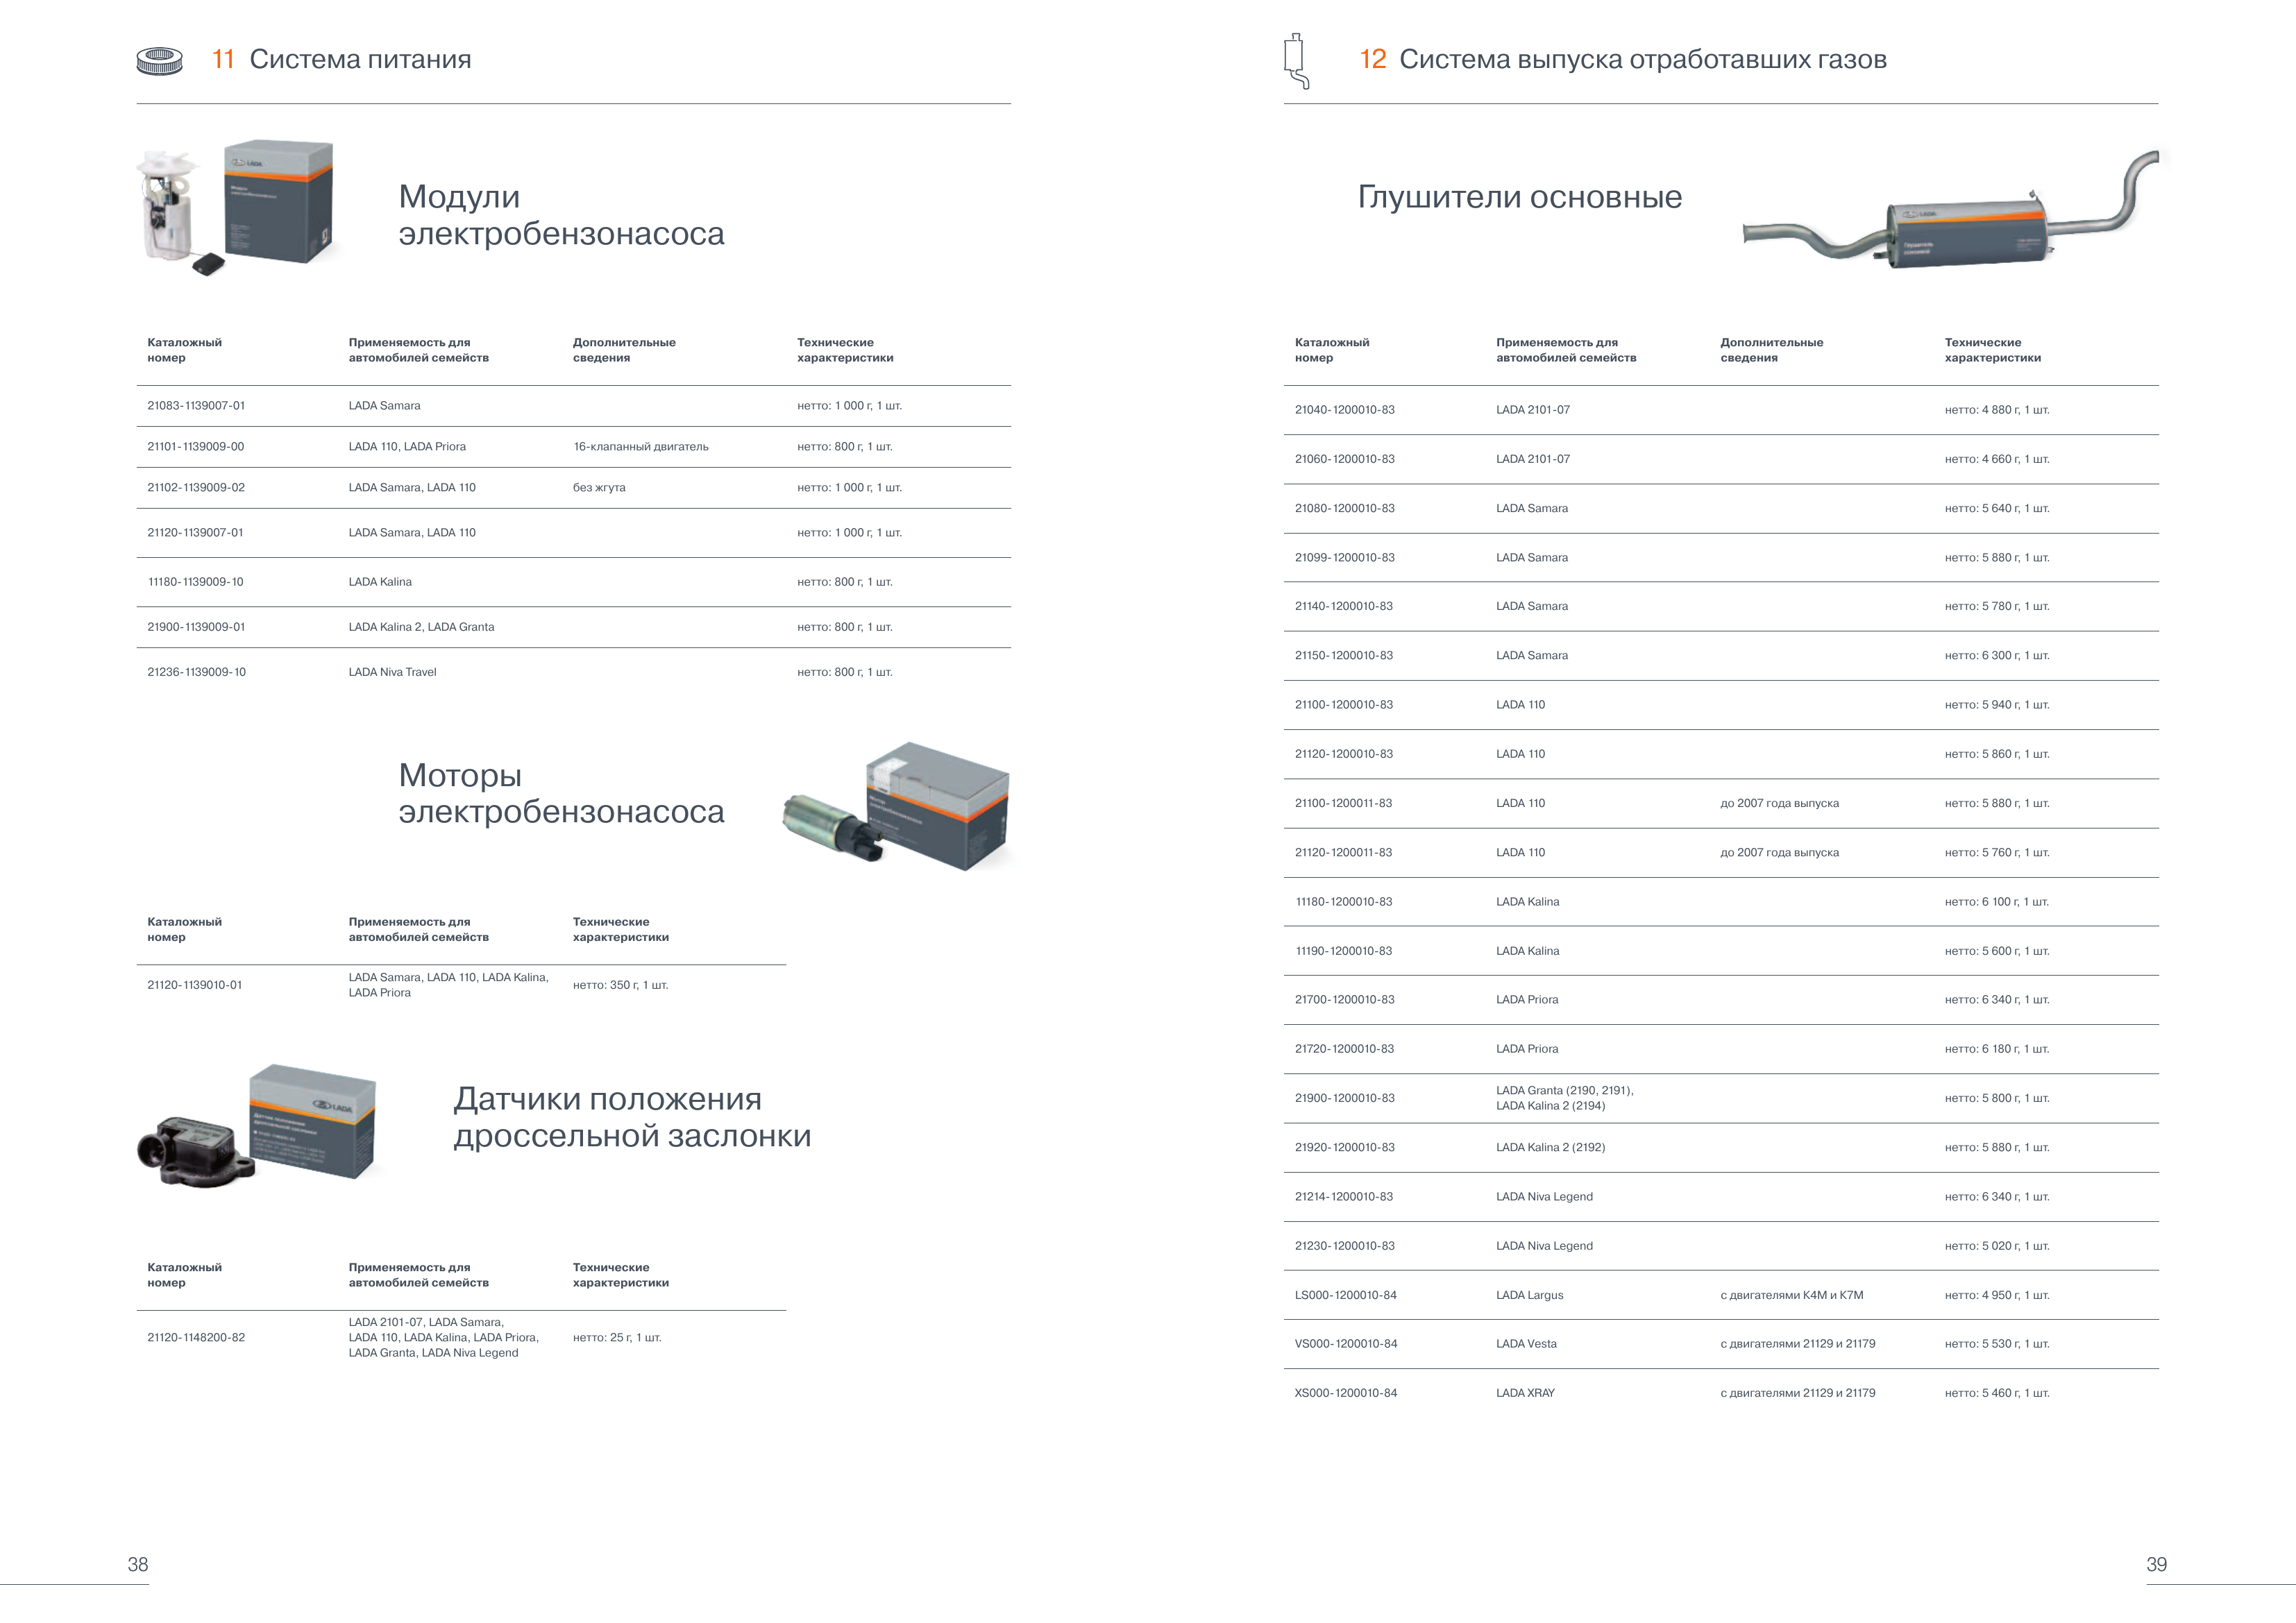 11 Система питания
Модули
электробензонасоса
Каталожный
номер
Применяемость для
автомобилей семейств
Дополнительные
сведения
Технические
характеристики
21083-1139007-01 LADA Samara нетто: 1 000 г, 1 шт.
21101-1139009-00 LADA 110, LADA Priora 16-клапанный двигатель нетто: 800 г, 1 шт.
21102-1139009-02 LADA Samara, LADA 110 без жгута нетто: 1 000 г, 1 шт.
21120-1139007-01 LADA Samara, LADA 110 нетто: 1 000 г, 1 шт.
11180-1139009-10 LADA Kalina нетто: 800 г, 1 шт.
21900-1139009-01 LADA Kalina 2, LADA Granta нетто: 800 г, 1 шт.
21236-1139009-10 LADA Niva Travel нетто: 800 г, 1 шт.
Моторы
электробензонасоса
Каталожный
номер
Применяемость для
автомобилей семейств
Технические
характеристики
21120-1139010-01
LADA Samara, LADA 110, LADA Kalina,
LADA Priora
нетто: 350 г, 1 шт.
LADA
Датчики положения
дроссельной заслонки
Каталожный
номер
Применяемость для
автомобилей семейств
Технические
характеристики
21120-1148200-82
LADA 2101-07, LADA Samara,
LADA 110, LADA Kalina, LADA Priora,
LADA Granta, LADA Niva Legend
нетто: 25 г, 1 шт.
38
12 Система выпуска отработавших газов
Глушители основные
LADA
Каталожный
номер
Применяемость для
автомобилей семейств
Дополнительные
сведения
Технические
характеристики
21040-1200010-83 LADA 2101-07 нетто: 4 880 г, 1 шт.
21060-1200010-83 LADA 2101-07 нетто: 4 660 г, 1 шт.
21080-1200010-83 LADA Samara нетто: 5 640 г, 1 шт.
21099-1200010-83 LADA Samara нетто: 5 880 г, 1 шт.
21140-1200010-83 LADA Samara нетто: 5 780 г, 1 шт.
21150-1200010-83 LADA Samara нетто: 6 300 г, 1 шт.
21100-1200010-83 LADA 110 нетто: 5 940 г, 1 шт.
21120-1200010-83 LADA 110 нетто: 5 860 г, 1 шт.
21100-1200011-83 LADA 110 до 2007 года выпуска нетто: 5 880 г, 1 шт.
21120-1200011-83 LADA 110 до 2007 года выпуска нетто: 5 760 г, 1 шт.
11180-1200010-83 LADA Kalina нетто: 6 100 г, 1 шт.
11190-1200010-83 LADA Kalina нетто: 5 600 г, 1 шт.
21700-1200010-83 LADA Priora нетто: 6 340 г, 1 шт.
21720-1200010-83 LADA Priora нетто: 6 180 г, 1 шт.
21900-1200010-83
LADA Granta (2190, 2191),
LADA Kalina 2 (2194)
нетто: 5 800 г, 1 шт.
21920-1200010-83 LADA Kalina 2 (2192) нетто: 5 880 г, 1 шт.
21214-1200010-83 LADA Niva Legend нетто: 6 340 г, 1 шт.
21230-1200010-83 LADA Niva Legend нетто: 5 020 г, 1 шт.
LS000-1200010-84 LADA Largus с двигателями K4M и K7M нетто: 4 950 г, 1 шт.
VS000-1200010-84 LADA Vesta с двигателями 21129 и 21179 нетто: 5 530 г, 1 шт.
XS000-1200010-84 LADA XRAY с двигателями 21129 и 21179 нетто: 5 460 г, 1 шт.
39